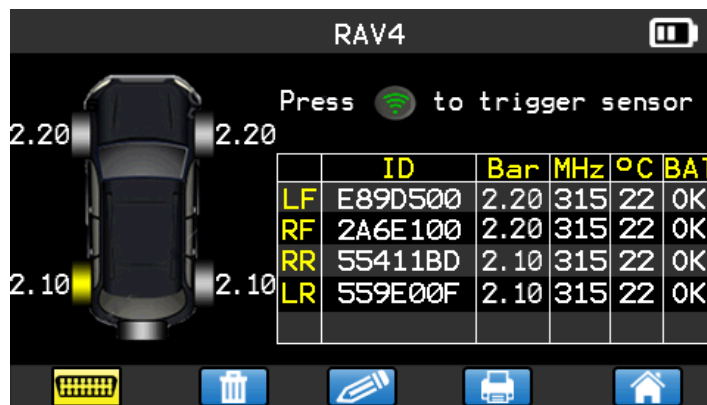 RAV4
Press to trigger sensor
2.20 2.20
ID Bar MHz ºC BAT
LF E89D500 2.20 315 22 OK
RF 2A6E100 2.20 315 22 OK
RR 55411BD 2.10 315 22 OK
2.10 2.10
LR 559E00F 2.10 315 22 OK